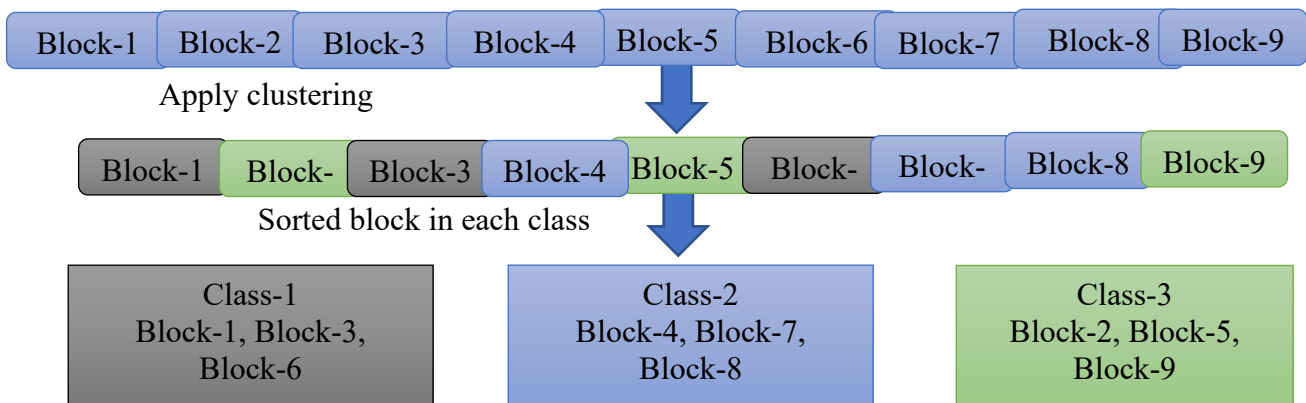 Block-1 Block-2 Block-3 Block-4 Block-5 Block-6 Block-7 Block-8 Block-9
Apply clustering
Block-1 Block- Block-3 Block-4 Block-5 Block- Block- Block-8 Block-9
Sorted block in each class
Class-1
Block-1, Block-3,
Block-6
Class-2
Block-4, Block-7,
Block-8
Class-3
Block-2, Block-5,
Block-9